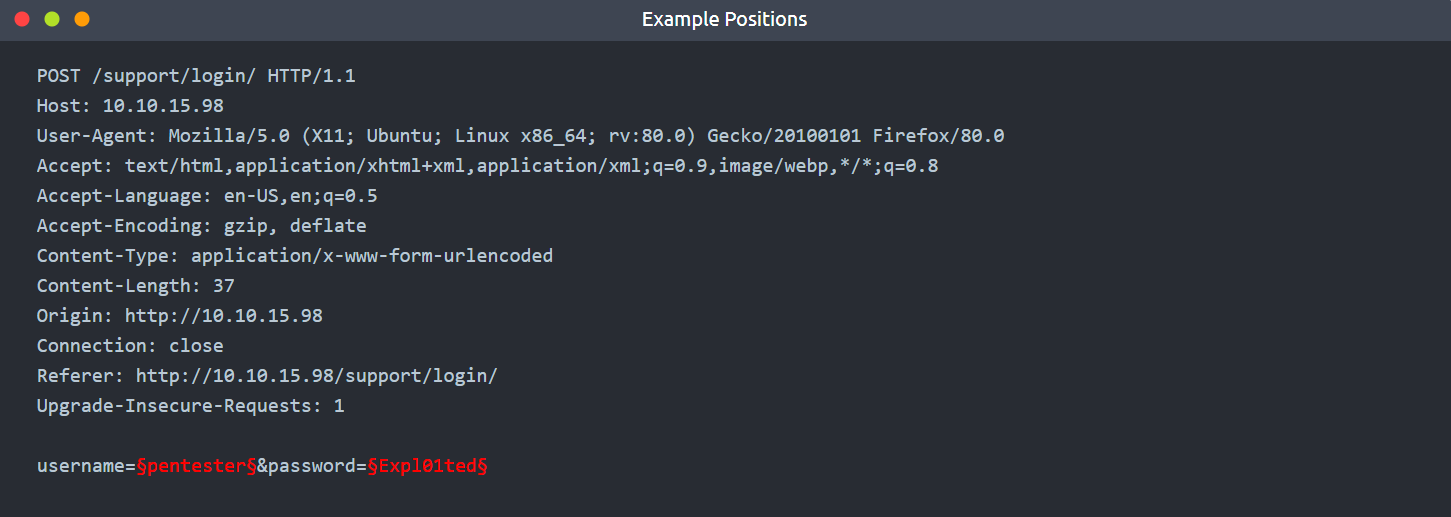 Example Positions
POST /support/login/ HTTP/1.1
Host: 10.10.15.98
User-Agent: Mozilla/5.0 (X11; Ubuntu; Linux x86_64; rv:80.0) Gecko/20100101 Firefox/80.0
Accept: text/html,application/xhtml+xml,application/xml;q=0.9,image/webp,*/*;q=0.8
Accept-Language: en-US,en;q=0.5
Accept-Encoding: gzip, deflate
Content-Type: application/x-www-form-urlencoded
Content-Length: 37
Origin: http://10.10.15.98
Connection: close
Referer: http://10.10.15.98/support/login/
Upgrade-Insecure-Requests: 1
username=§pentester§&password=§Expl01ted§